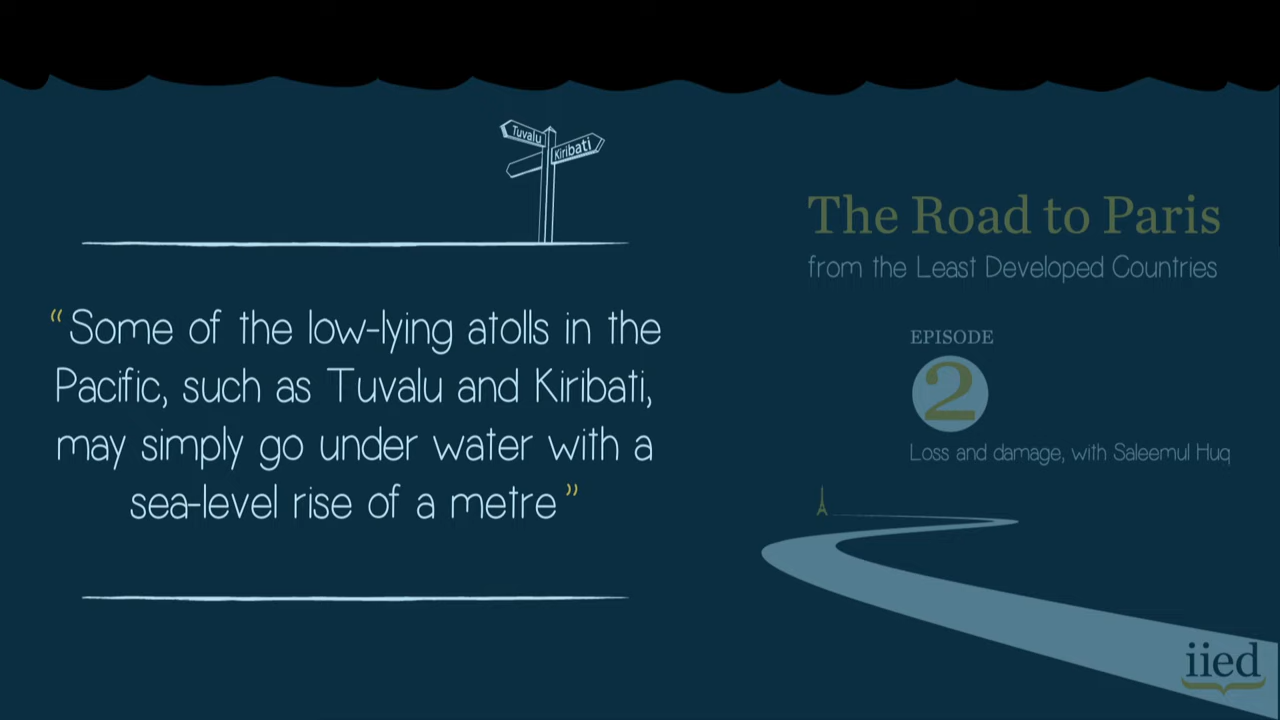 Tuvalu
Kiribati
“Some of the low-lying atolls in the
Pacific, such as Tuvalu and Kiribati,
may simply go under water with a
sea-level rise of a metre”
The Road to Paris
from the Least Developed Countries
EPISODE
2
Loss and damage, with Saleemul Huq
iied